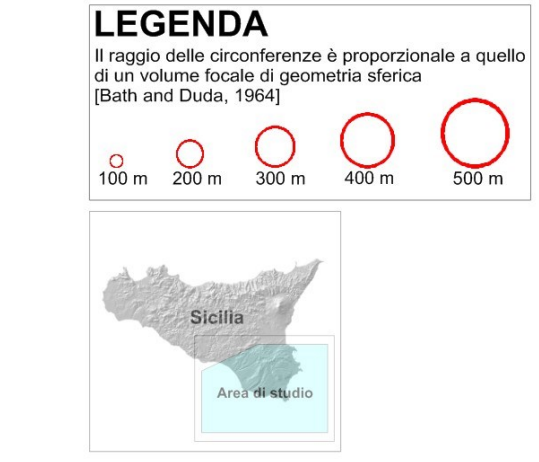 LEGENDA
Il raggio delle circonferenze è proporzionale a quello
di un volume focale di geometria sferica
[Bath and Duda, 1964]
100 m 200 m 300 m 400 m 500 m
Sicilia
Area di studio